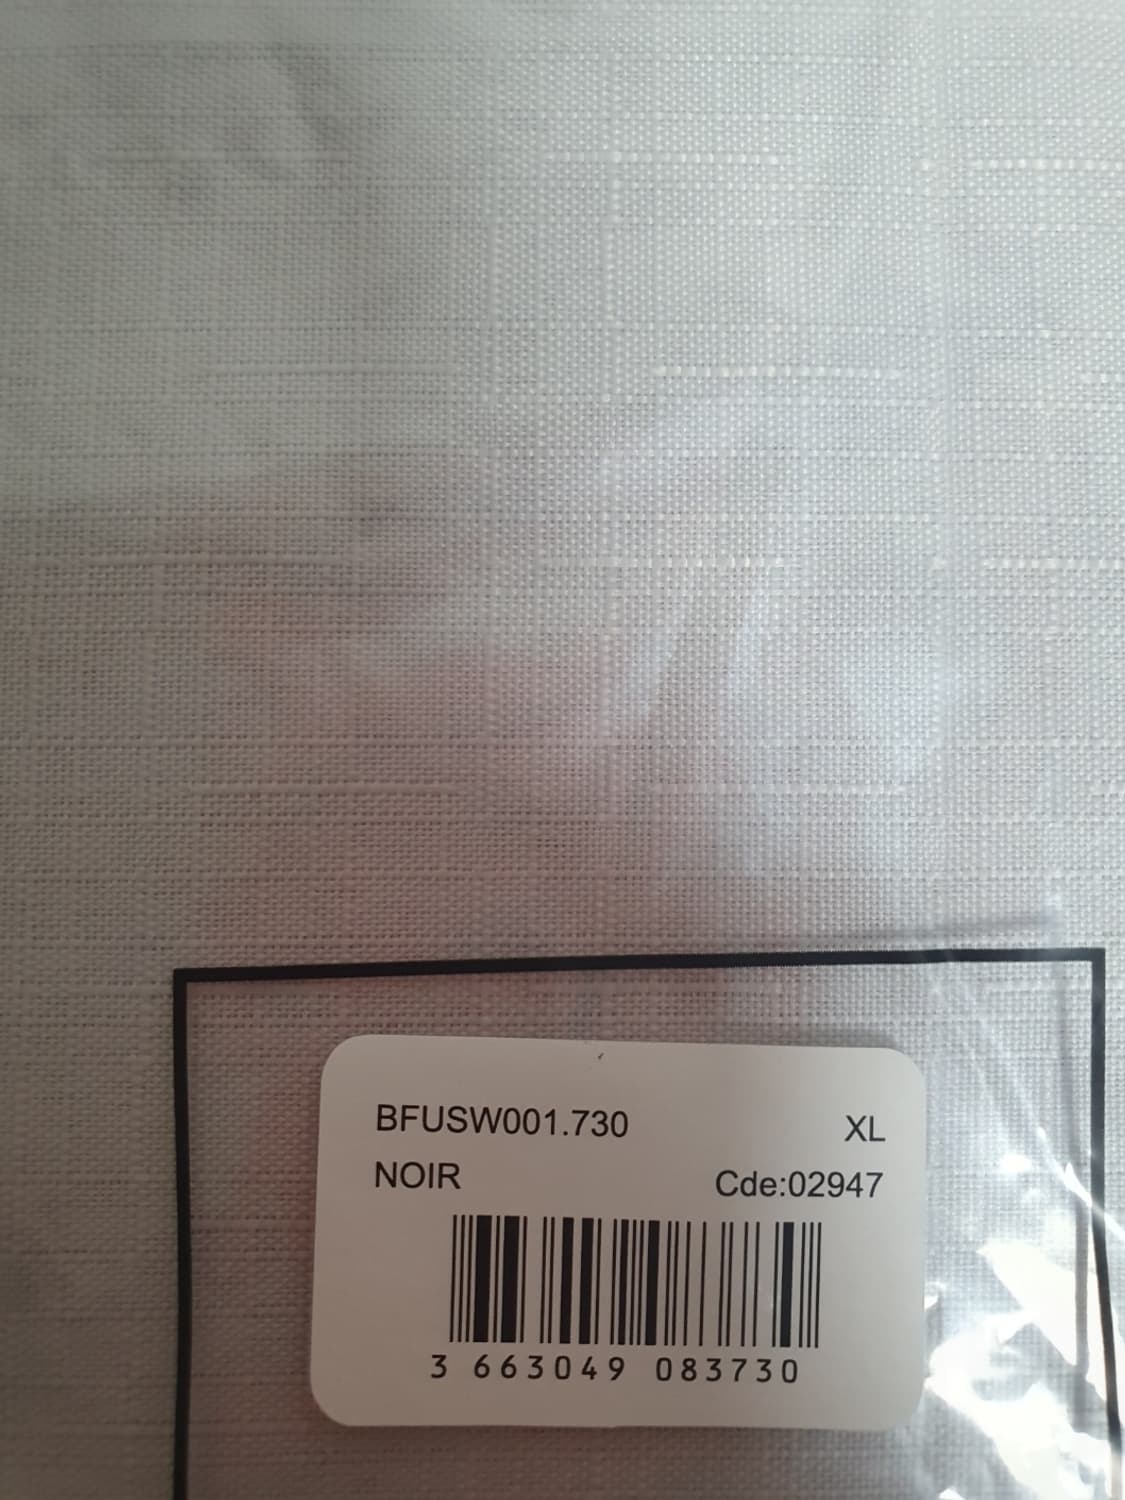 BFUSW001.730 XL
NOIR Cde:02947
3 663049 083730